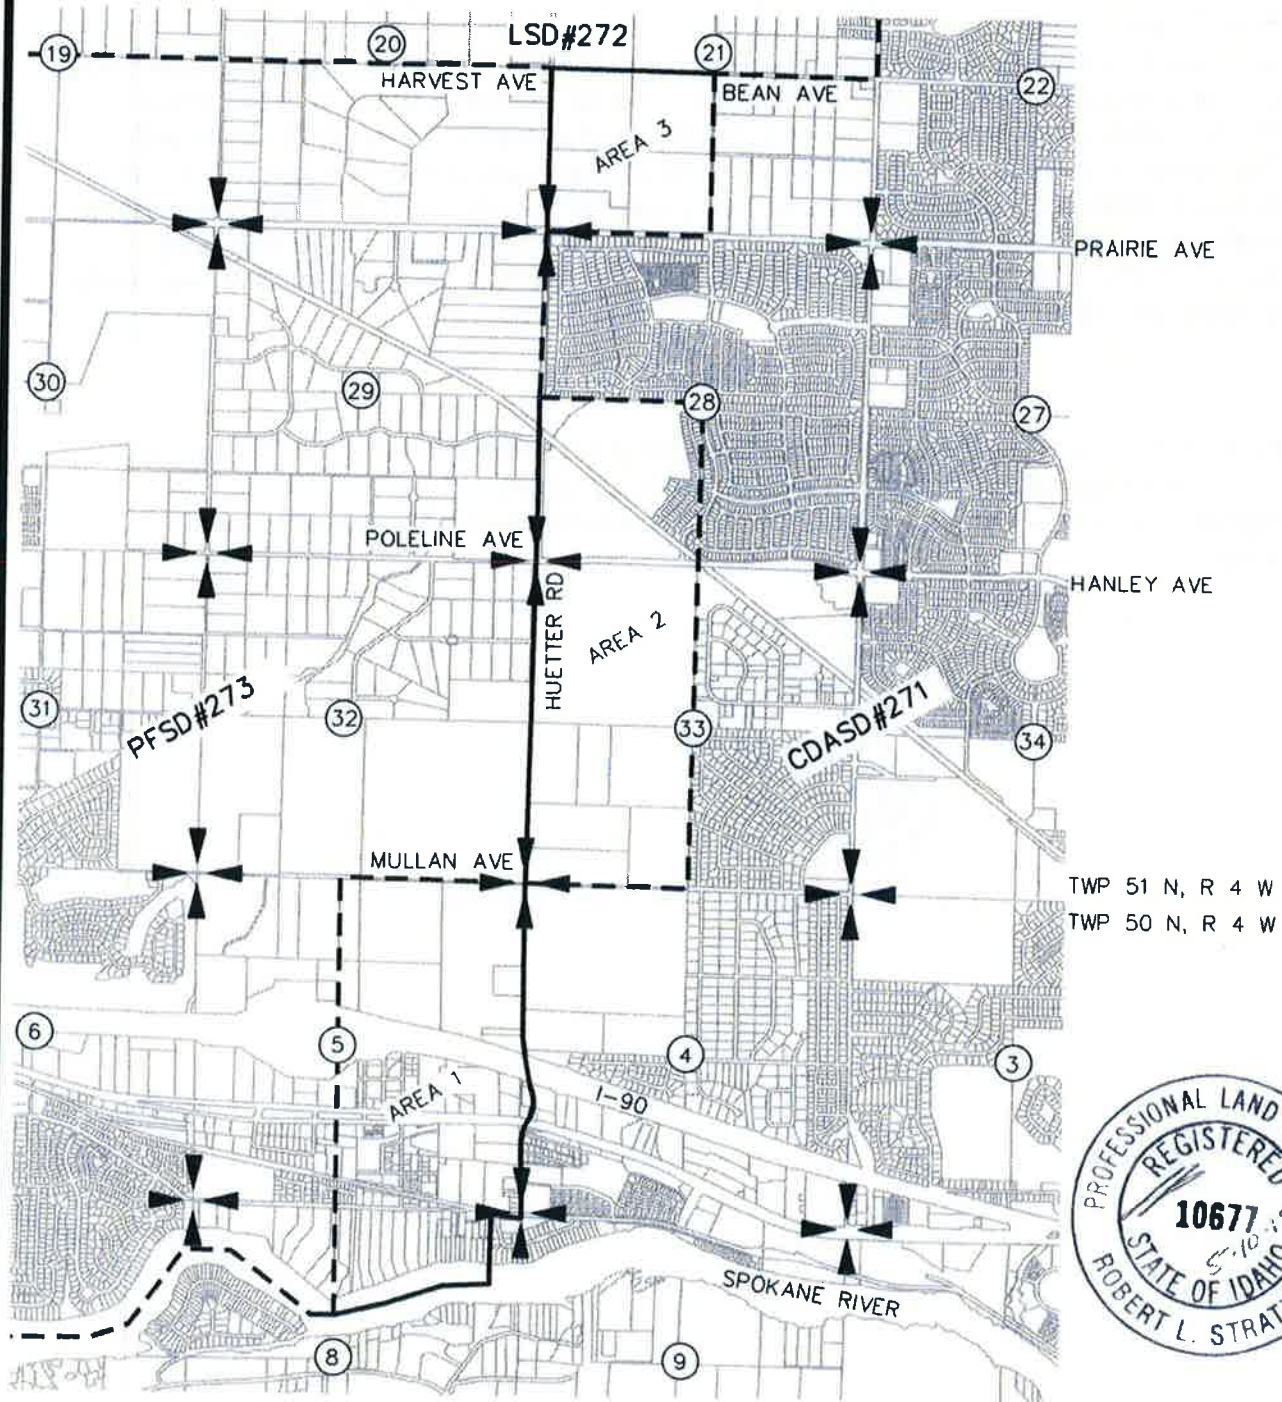 LSD#272
19
20
21
22
HARVEST AVE
BEAN AVE
AREA 3
PRAIRIE AVE
30
29
28
27
POLELINE AVE
HANLEY AVE
HUETTER RD
AREA 2
31
PFSD#273
32
33
CDASD#271
34
MULLAN AVE
TWP 51 N, R 4 W
TWP 50 N, R 4 W
6
5
4
3
AREA 1
I-90
SPOKANE RIVER
8
9
PROFESSIONAL LAND
REGISTERED
10677
STATE OF IDAHO
ROBERT L.